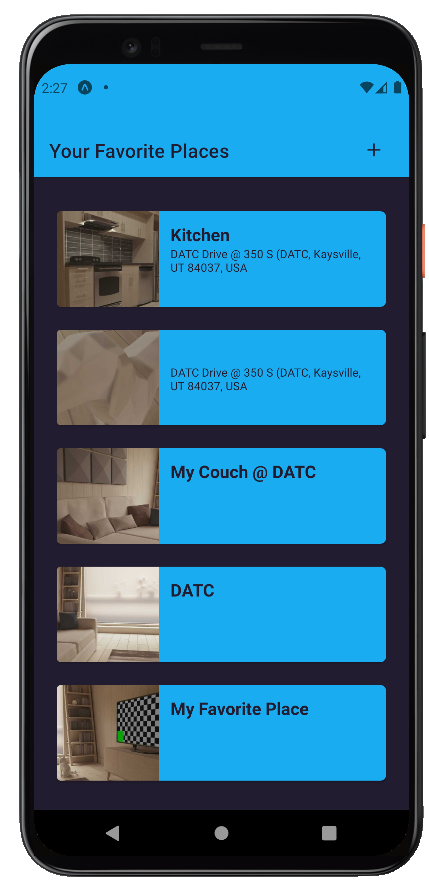 2:27
Your Favorite Places +
Kitchen
DATC Drive @ 350 S (DATC, Kaysville,
UT 84037, USA
DATC Drive @ 350 S (DATC, Kaysville,
UT 84037, USA
My Couch @ DATC
DATC
My Favorite Place